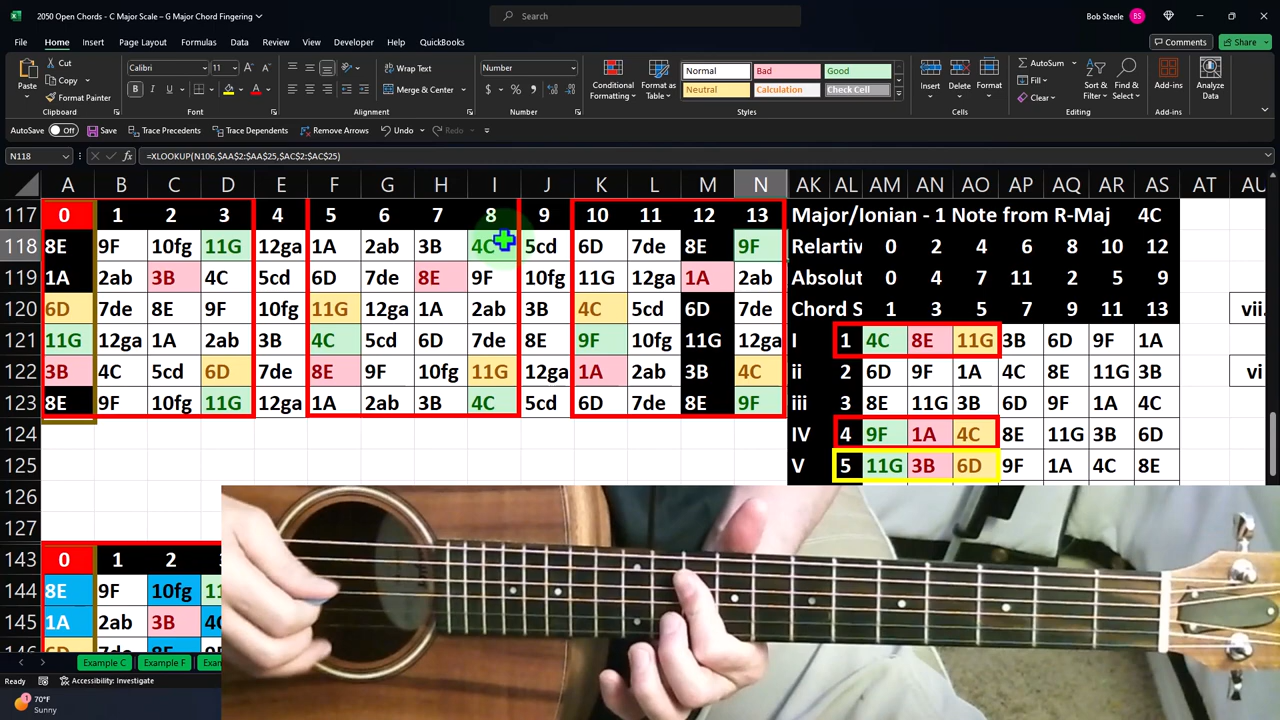 2050 Open Chords - C Major Scale – G Major Chord Fingering
Search
Bob Steele BS
File Home Insert Page Layout Formulas Data Review View Developer Help QuickBooks Comments Share
Paste Cut Copy Format Painter Clipboard
Calibri 11 B I U A Font
Wrap Text Merge & Center Alignment
Number $ % , Number
Conditional Formatting Format as Table
Normal Bad Good
Neutral Calculation Check Cell
Styles
Insert Delete Format Cells
AutoSum Fill Clear Sort & Filter Find & Select Editing
Add-ins Add-ins
Analyze Data
AutoSave Off Save Trace Precedents Trace Dependents Remove Arrows Undo Redo
N118 fx =XLOOKUP(N106,$AA$2:$AA$25,$AC$2:$AC$25)
A B C D E F G H I J K L M N AK AL AM AN AO AP AQ AR AS AT AU
117 0 1 2 3 4 5 6 7 8 9 10 11 12 13 Major/Ionian - 1 Note from R-Maj 4C
118 8E 9F 10fg 11G 12ga 1A 2ab 3B 4C 5cd 6D 7de 8E 9F Relartiv 0 2 4 6 8 10 12
119 1A 2ab 3B 4C 5cd 6D 7de 8E 9F 10fg 11G 12ga 1A 2ab Absolut 0 4 7 11 2 5 9
120 6D 7de 8E 9F 10fg 11G 12ga 1A 2ab 3B 4C 5cd 6D 7de Chord S 1 3 5 7 9 11 13 vii.
121 11G 12ga 1A 2ab 3B 4C 5cd 6D 7de 8E 9F 10fg 11G 12ga I 1 4C 8E 11G 3B 6D 9F 1A
122 3B 4C 5cd 6D 7de 8E 9F 10fg 11G 12ga 1A 2ab 3B 4C ii 2 6D 9F 1A 4C 8E 11G 3B vi
123 8E 9F 10fg 11G 12ga 1A 2ab 3B 4C 5cd 6D 7de 8E 9F iii 3 8E 11G 3B 6D 9F 1A 4C
124 IV 4 9F 1A 4C 8E 11G 3B 6D
125 V 5 11G 3B 6D 9F 1A 4C 8E
126
127
143 0 1 2
144 8E 9F 10fg
145 1A 2ab 3B
Example C Example F
Ready Accessibility: Investigate
70°F
Sunny